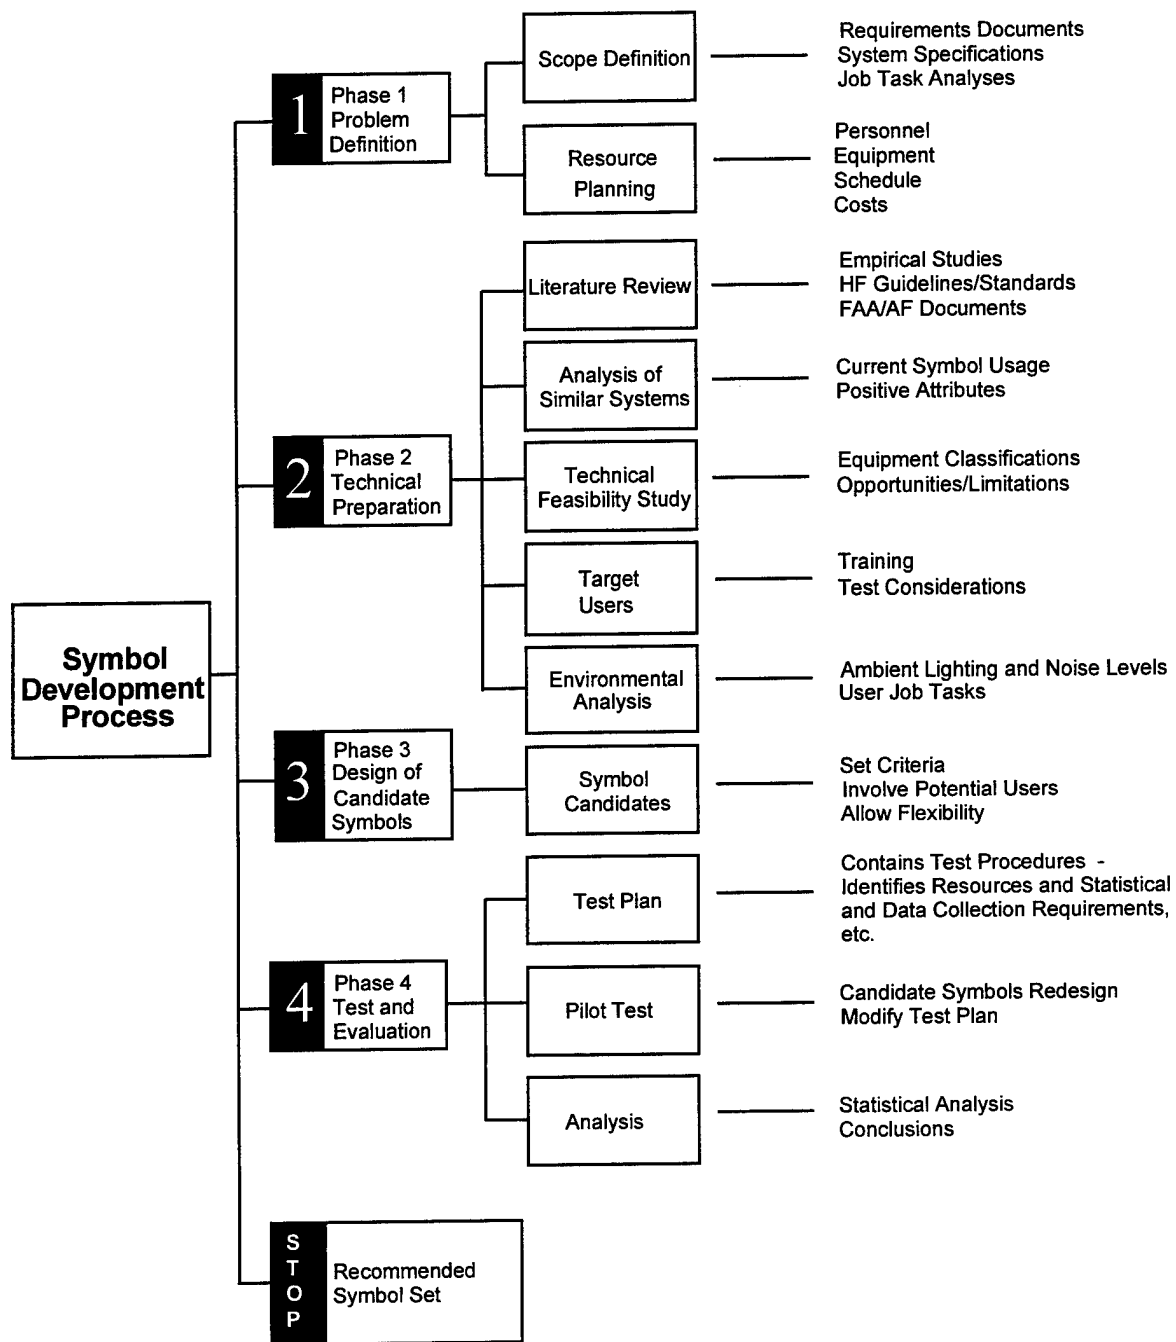 Symbol
Development
Process
1
Phase 1
Problem
Definition
Scope Definition
Requirements Documents
System Specifications
Job Task Analyses
Resource
Planning
Personnel
Equipment
Schedule
Costs
2
Phase 2
Technical
Preparation
Literature Review
Empirical Studies
HF Guidelines/Standards
FAA/AF Documents
Analysis of
Similar Systems
Current Symbol Usage
Positive Attributes
Technical
Feasibility Study
Equipment Classifications
Opportunities/Limitations
Target
Users
Training
Test Considerations
Environmental
Analysis
Ambient Lighting and Noise Levels
User Job Tasks
3
Phase 3
Design of
Candidate
Symbols
Symbol
Candidates
Set Criteria
Involve Potential Users
Allow Flexibility
4
Phase 4
Test and
Evaluation
Test Plan
Contains Test Procedures -
Identifies Resources and Statistical
and Data Collection Requirements,
etc.
Pilot Test
Candidate Symbols Redesign
Modify Test Plan
Analysis
Statistical Analysis
Conclusions
S
T
O
P
Recommended
Symbol Set